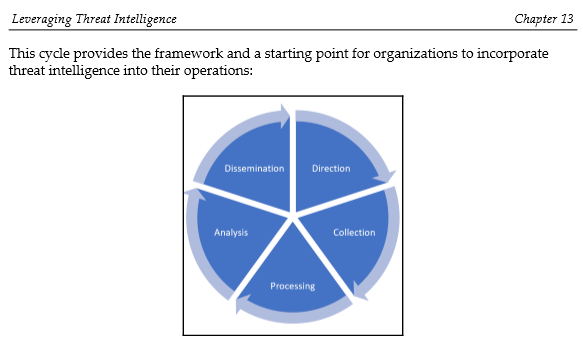 Leveraging Threat Intelligence
Chapter 13
This cycle provides the framework and a starting point for organizations to incorporate
threat intelligence into their operations:
Dissemination
Direction
Analysis
Collection
Processing